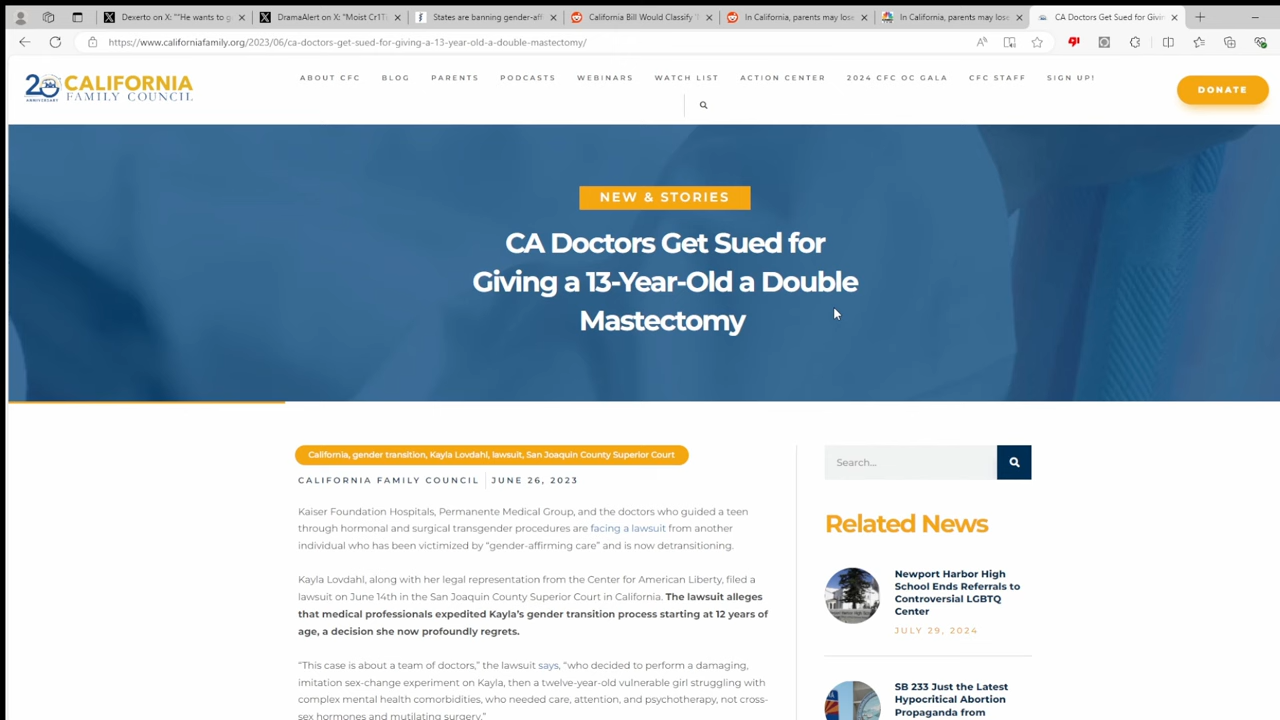 Dexerto on X: ""He wants to g
DramaAlert on X: "Moist Cr1Ti
States are banning gender-aff
California Bill Would Classify '
In California, parents may lose
In California, parents may lose
CA Doctors Get Sued for Givin
https://www.californiafamily.org/2023/06/ca-doctors-get-sued-for-giving-a-13-year-old-a-double-mastectomy/
20 CALIFORNIA
ANNIVERSARY FAMILY COUNCIL
ABOUT CFC BLOG PARENTS PODCASTS WEBINARS WATCH LIST ACTION CENTER 2024 CFC OC GALA CFC STAFF SIGN UP!
DONATE
NEW & STORIES
CA Doctors Get Sued for
Giving a 13-Year-Old a Double
Mastectomy
California, gender transition, Kayla Lovdahl, lawsuit, San Joaquin County Superior Court
CALIFORNIA FAMILY COUNCIL JUNE 26, 2023
Kaiser Foundation Hospitals, Permanente Medical Group, and the doctors who guided a teen
through hormonal and surgical transgender procedures are facing a lawsuit from another
individual who has been victimized by “gender-affirming care” and is now detransitioning.
Kayla Lovdahl, along with her legal representation from the Center for American Liberty, filed a
lawsuit on June 14th in the San Joaquin County Superior Court in California. The lawsuit alleges
that medical professionals expedited Kayla’s gender transition process starting at 12 years of
age, a decision she now profoundly regrets.
“This case is about a team of doctors,” the lawsuit says, “who decided to perform a damaging,
imitation sex-change experiment on Kayla, then a twelve-year-old vulnerable girl struggling with
complex mental health comorbidities, who needed care, attention, and psychotherapy, not cross-
sex hormones and mutilating surgery.”
Search...
Related News
Newport Harbor High
School Ends Referrals to
Controversial LGBTQ
Center
JULY 29, 2024
SB 233 Just the Latest
Hypocritical Abortion
Propaganda from